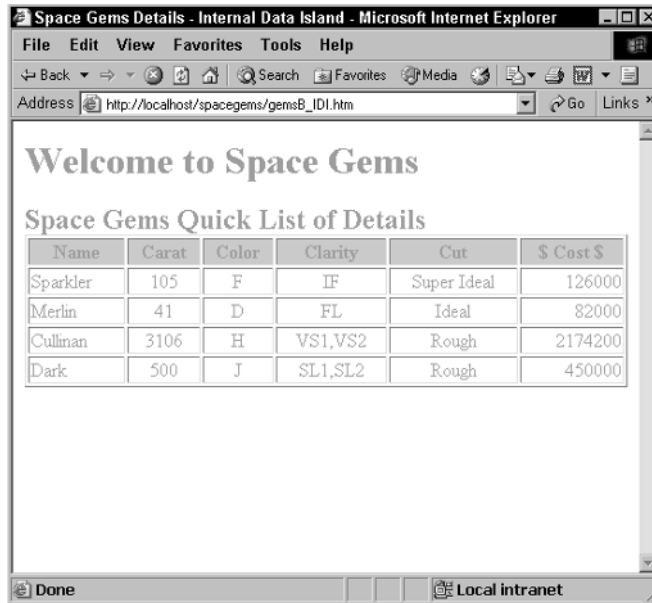 Space Gems Details - Internal Data Island - Microsoft Internet Explorer
File Edit View Favorites Tools Help
Back Search Favorites Media
Address http://localhost/spacegems/gemsB_IDI.htm Go Links »
Welcome to Space Gems
Space Gems Quick List of Details
Name Carat Color Clarity Cut $ Cost $
Sparkler 105 F IF Super Ideal 126000
Merlin 41 D FL Ideal 82000
Cullinan 3106 H VS1,VS2 Rough 2174200
Dark 500 J SL1,SL2 Rough 450000
Done Local intranet